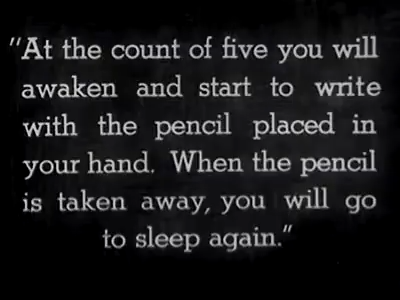 "At the count of five you will
awaken and start to write
with the pencil placed in
your hand. When the pencil
is taken away, you will go
to sleep again."